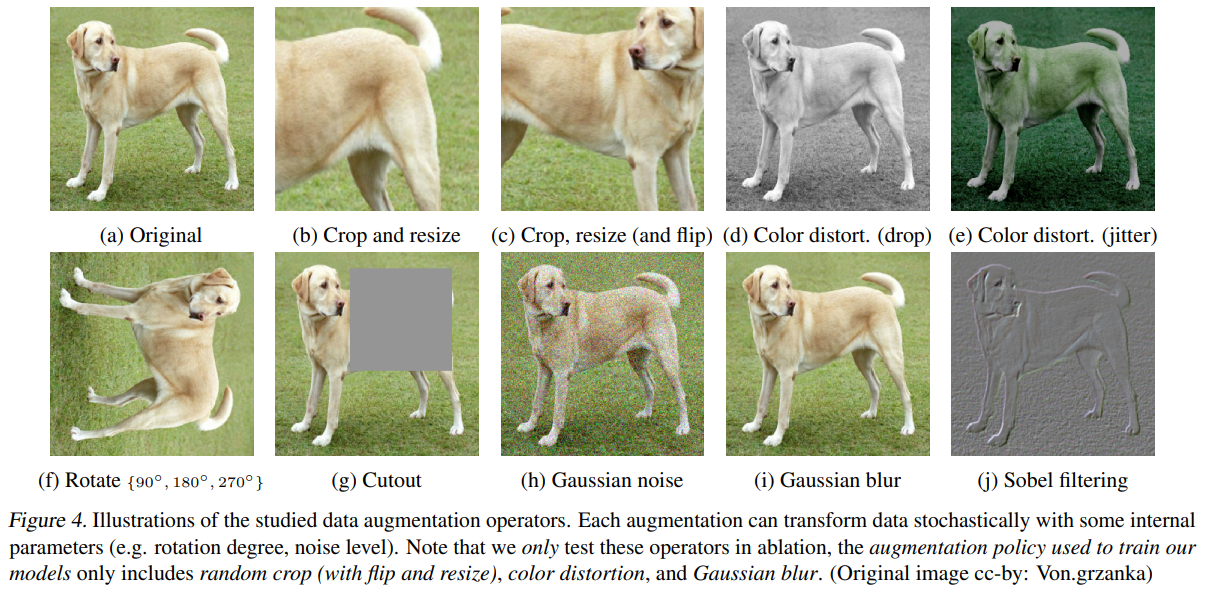 (a) Original
(b) Crop and resize
(c) Crop, resize (and flip)
(d) Color distort. (drop)
(e) Color distort. (jitter)
(f) Rotate {90°, 180°, 270°}
(g) Cutout
(h) Gaussian noise
(i) Gaussian blur
(j) Sobel filtering
Figure 4. Illustrations of the studied data augmentation operators. Each augmentation can transform data stochastically with some internal
parameters (e.g. rotation degree, noise level). Note that we only test these operators in ablation, the augmentation policy used to train our
models only includes random crop (with flip and resize), color distortion, and Gaussian blur. (Original image cc-by: Von.grzanka)